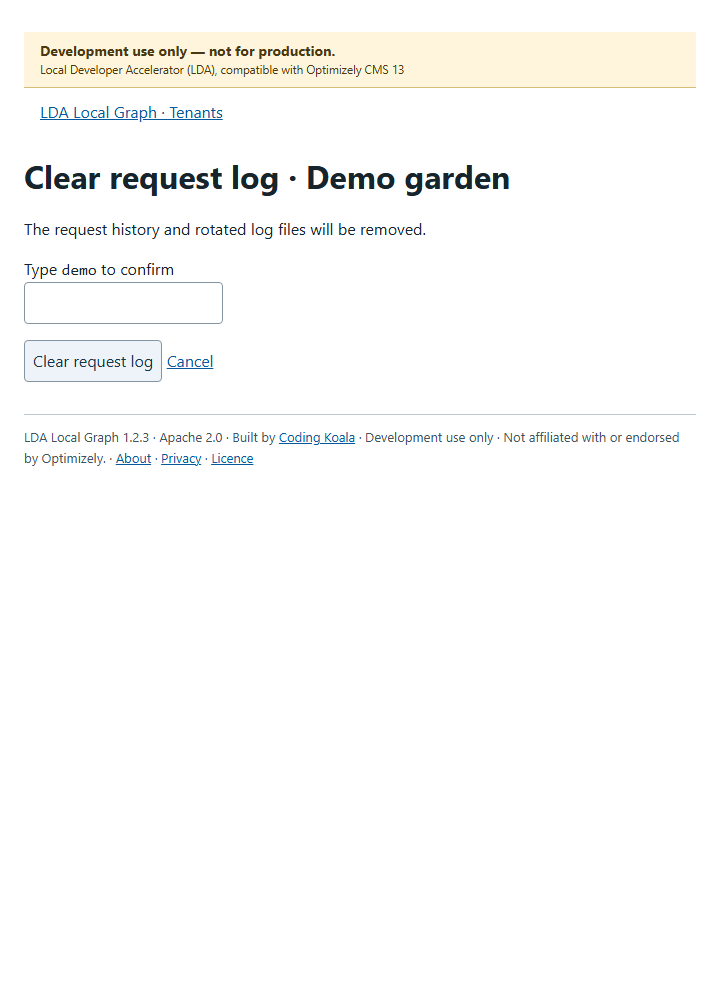 Development use only — not for production.
Local Developer Accelerator (LDA), compatible with Optimizely CMS 13
LDA Local Graph · Tenants
Clear request log · Demo garden
The request history and rotated log files will be removed.
Type demo to confirm
Clear request log Cancel
LDA Local Graph 1.2.3 · Apache 2.0 · Built by Coding Koala · Development use only · Not affiliated with or endorsed
by Optimizely. · About · Privacy · Licence